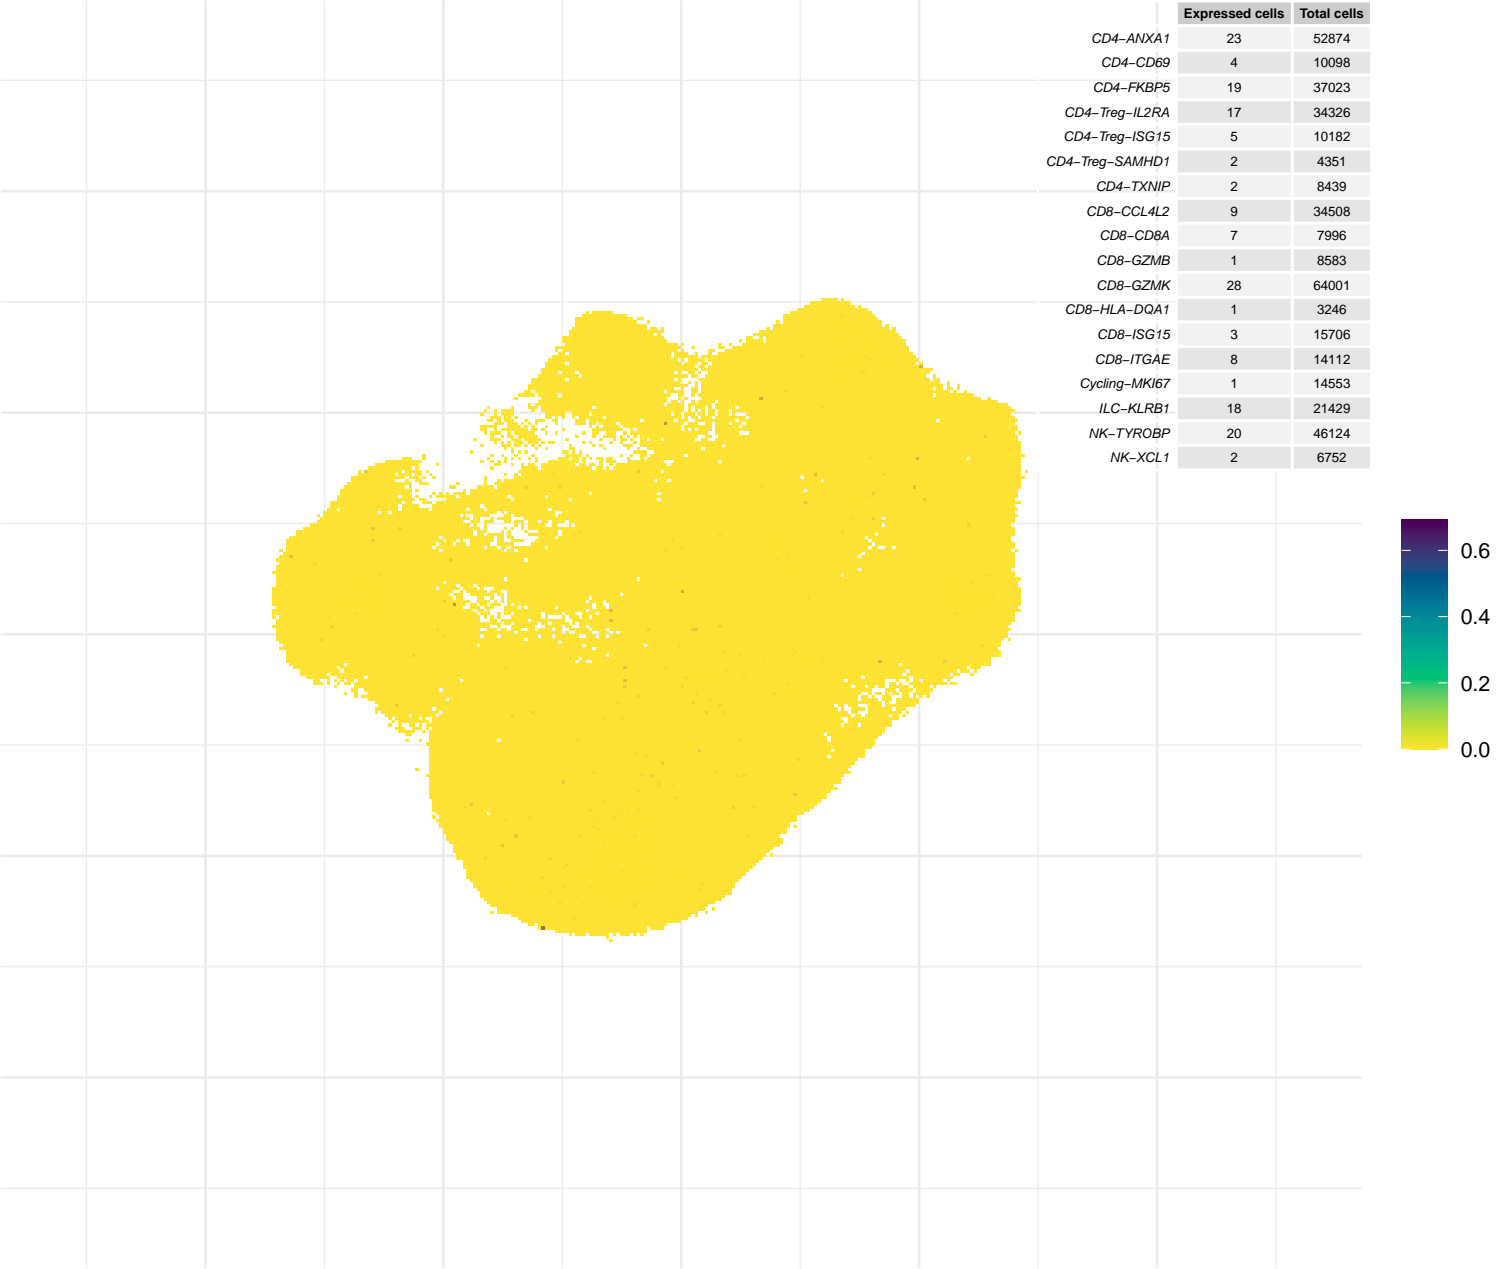 Expressed cells Total cells
CD4−ANXA1 23 52874
CD4−CD69 4 10098
CD4−FKBP5 19 37023
CD4−Treg−IL2RA 17 34326
CD4−Treg−ISG15 5 10182
CD4−Treg−SAMHD1 2 4351
CD4−TXNIP 2 8439
CD8−CCL4L2 9 34508
CD8−CD8A 7 7996
CD8−GZMB 1 8583
CD8−GZMK 28 64001
CD8−HLA−DQA1 1 3246
CD8−ISG15 3 15706
CD8−ITGAE 8 14112
Cycling−MKI67 1 14553
ILC−KLRB1 18 21429
NK−TYROBP 20 46124
NK−XCL1 2 6752
0.6
0.4
0.2
0.0